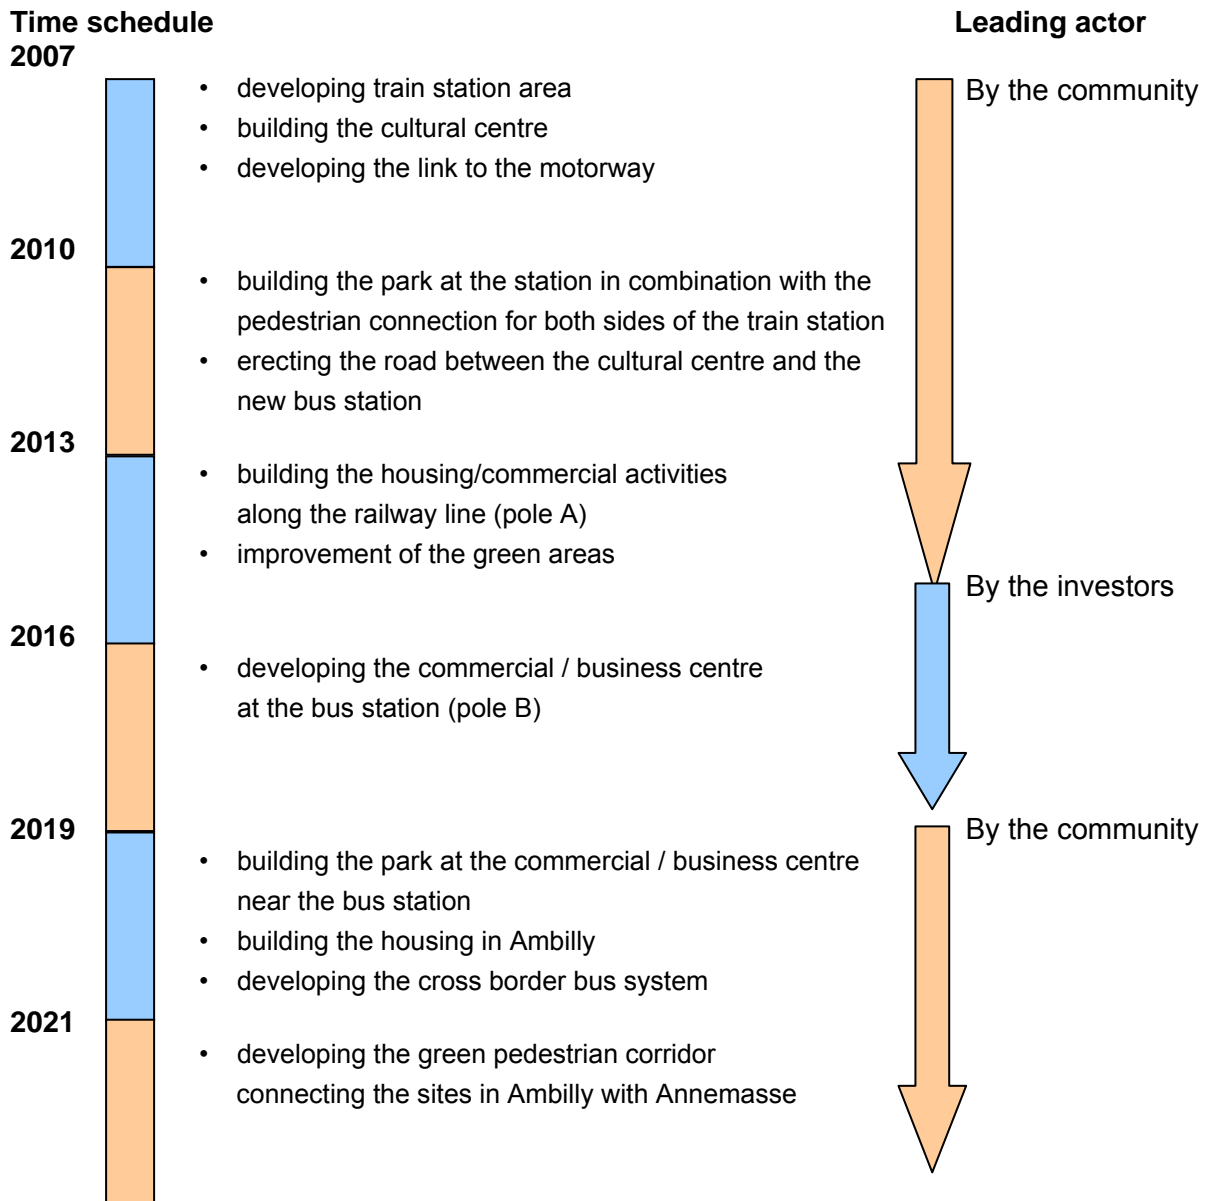 Time schedule
Leading actor
2007
• developing train station area
By the community
• building the cultural centre
• developing the link to the motorway
2010
• building the park at the station in combination with the
pedestrian connection for both sides of the train station
• erecting the road between the cultural centre and the
new bus station
2013
• building the housing/commercial activities
along the railway line (pole A)
• improvement of the green areas
By the investors
2016
• developing the commercial / business centre
at the bus station (pole B)
2019
By the community
• building the park at the commercial / business centre
near the bus station
• building the housing in Ambilly
• developing the cross border bus system
2021
• developing the green pedestrian corridor
connecting the sites in Ambilly with Annemasse